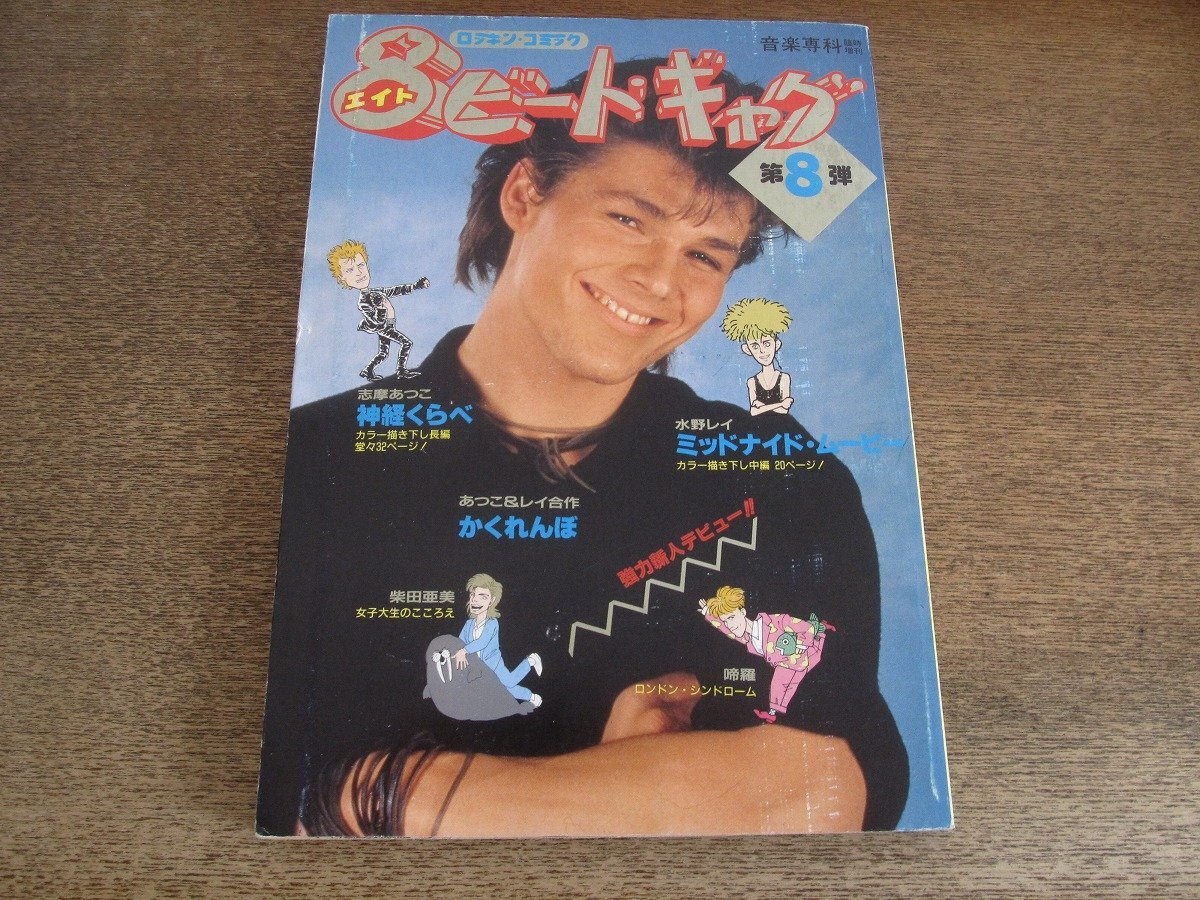 ロッキン・コミック
音楽専科 臨時増刊
8ビート・ギャグ
エイト
第8弾
志摩あつこ
神経くらべ
カラー描き下し長編
堂々32ページ!
水野レイ
ミッドナイド・ムービー
カラー描き下し中編 20ページ!
あつこ&レイ合作
かくれんぼ
強力新人デビュー!!
柴田亜美
女子大生のこころえ
啼羅
ロンドン・シンドローム